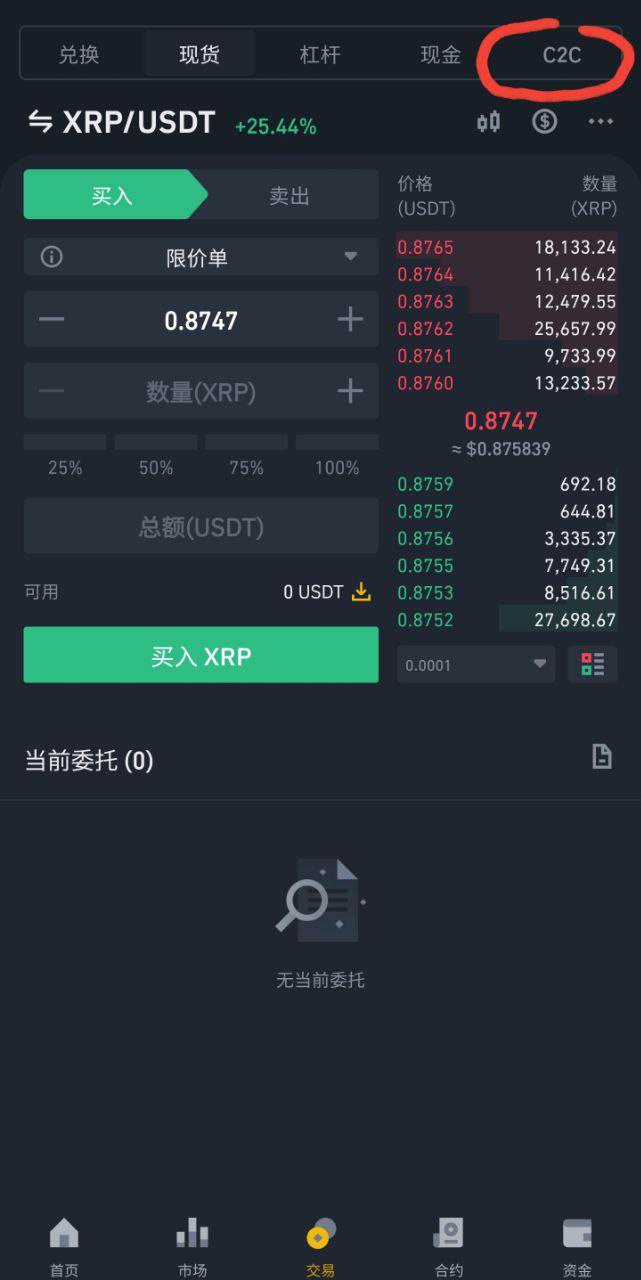 兑换 现货 杠杆 现金 C2C
XRP/USDT +25.44%
买入 卖出
限价单
0.8747
数量(XRP)
25% 50% 75% 100%
总额(USDT)
可用 0 USDT
买入 XRP
价格 数量
(USDT) (XRP)
0.8765 18,133.24
0.8764 11,416.42
0.8763 12,479.55
0.8762 25,657.99
0.8761 9,733.99
0.8760 13,233.57
0.8747
≈ $0.875839
0.8759 692.18
0.8757 644.81
0.8756 3,335.37
0.8755 7,749.31
0.8753 8,516.61
0.8752 27,698.67
0.0001
当前委托 (0)
无当前委托
首页 市场 交易 合约 资金